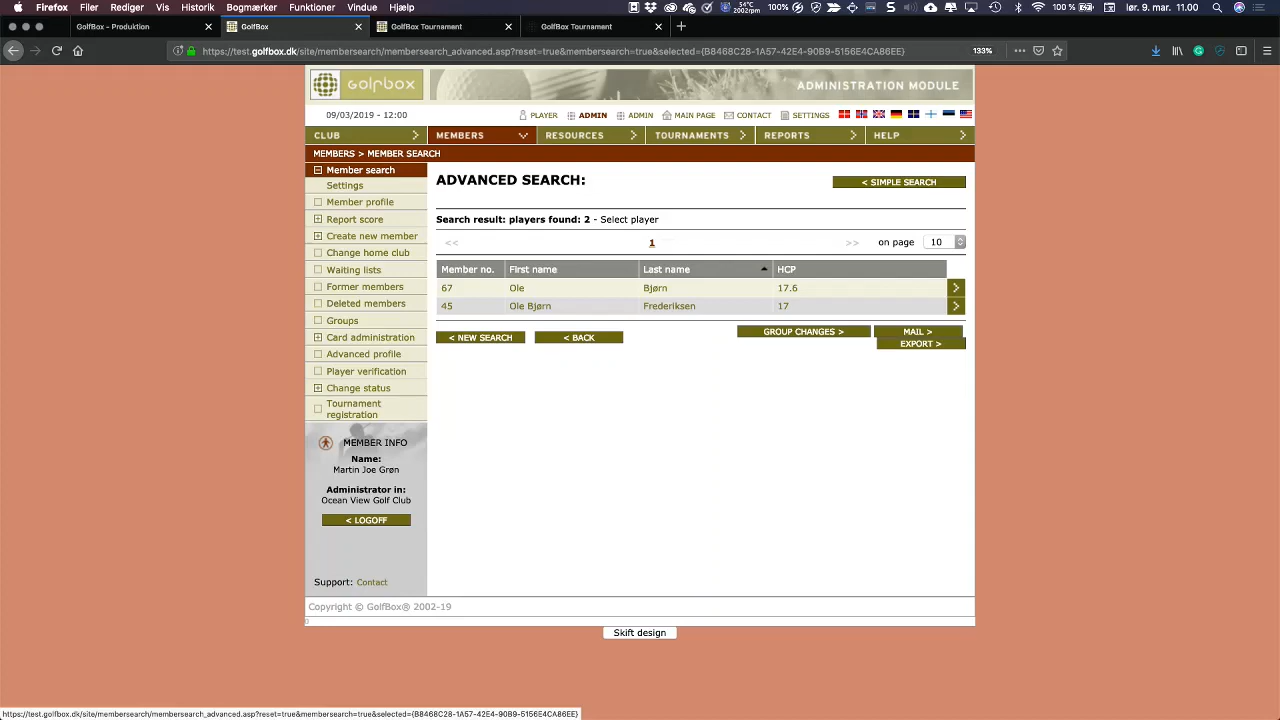 Firefox Arkiv Rediger Vis Historik Bogmærker Funktioner Vindue Hjælp
lør. 9. mar. 11.00
GolfBox - Produktion
GolfBox
GolfBox Tournament
GolfBox Tournament
https://test.golfbox.dk/site/membersearch/membersearch_advanced.asp?reset=true&membersearch=true&selected={B8468C28-1A57-42E4-90B9-5156E4CA86EE}
133%
GOLFBOX
ADMINISTRATION MODULE
09/03/2019 - 12:00
PLAYER ADMIN ADMIN MAIN PAGE CONTACT SETTINGS
CLUB MEMBERS RESOURCES TOURNAMENTS REPORTS HELP
MEMBERS > MEMBER SEARCH
Member search
Settings
Member profile
Report score
Create new member
Change home club
Waiting lists
Former members
Deleted members
Groups
Card administration
Advanced profile
Player verification
Change status
Tournament
registration
MEMBER INFO
Name:
Martin Joe Grøn
Administrator in:
Ocean View Golf Club
< LOGOFF
Support: Contact
ADVANCED SEARCH:
< SIMPLE SEARCH
Search result: players found: 2 - Select player
<< 1 >> on page 10
Member no. First name Last name HCP
67 Ole Bjørn 17.6 >
45 Ole Bjørn Frederiksen 17 >
< NEW SEARCH < BACK GROUP CHANGES > MAIL >
EXPORT >
Copyright © GolfBox® 2002-19
0
Skift design
https://test.golfbox.dk/site/membersearch/membersearch_advanced.asp?reset=true&membersearch=true&selected={B8468C28-1A57-42E4-90B9-5156E4CA86EE}